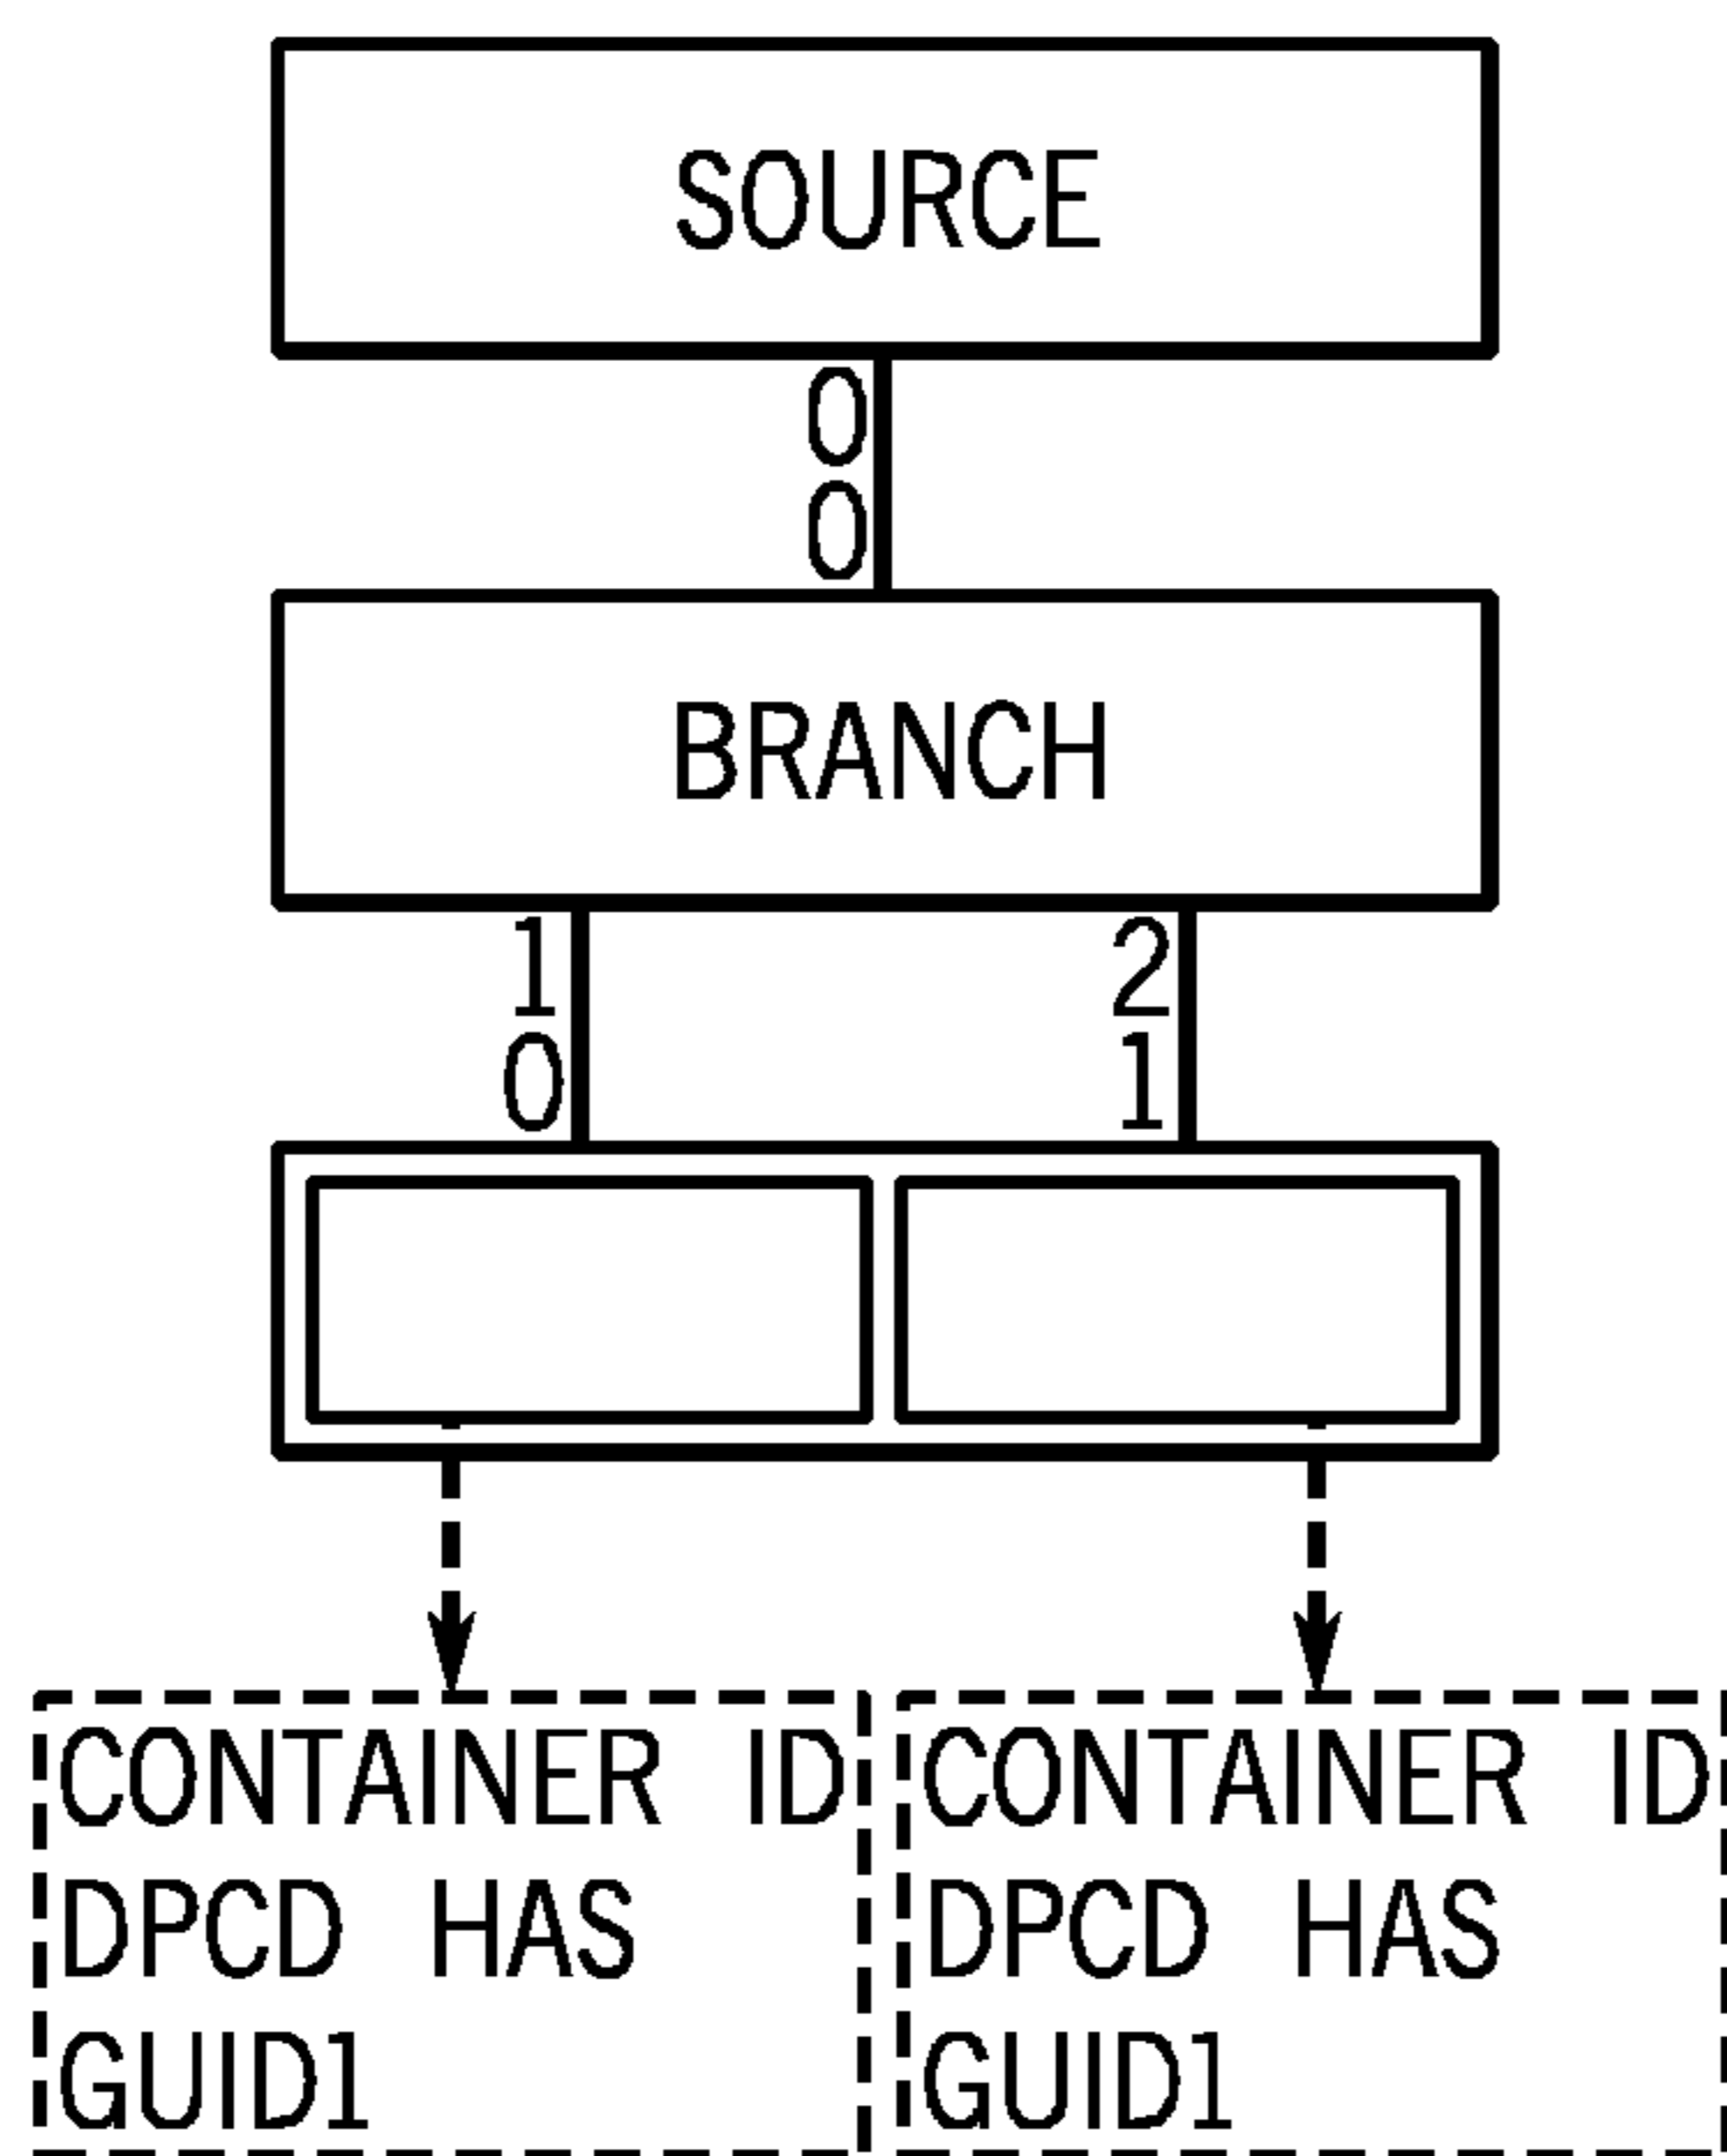 SOURCE
0
0
BRANCH
1 2
0 1
CONTAINER ID CONTAINER ID
DPCD HAS DPCD HAS
GUID1 GUID1